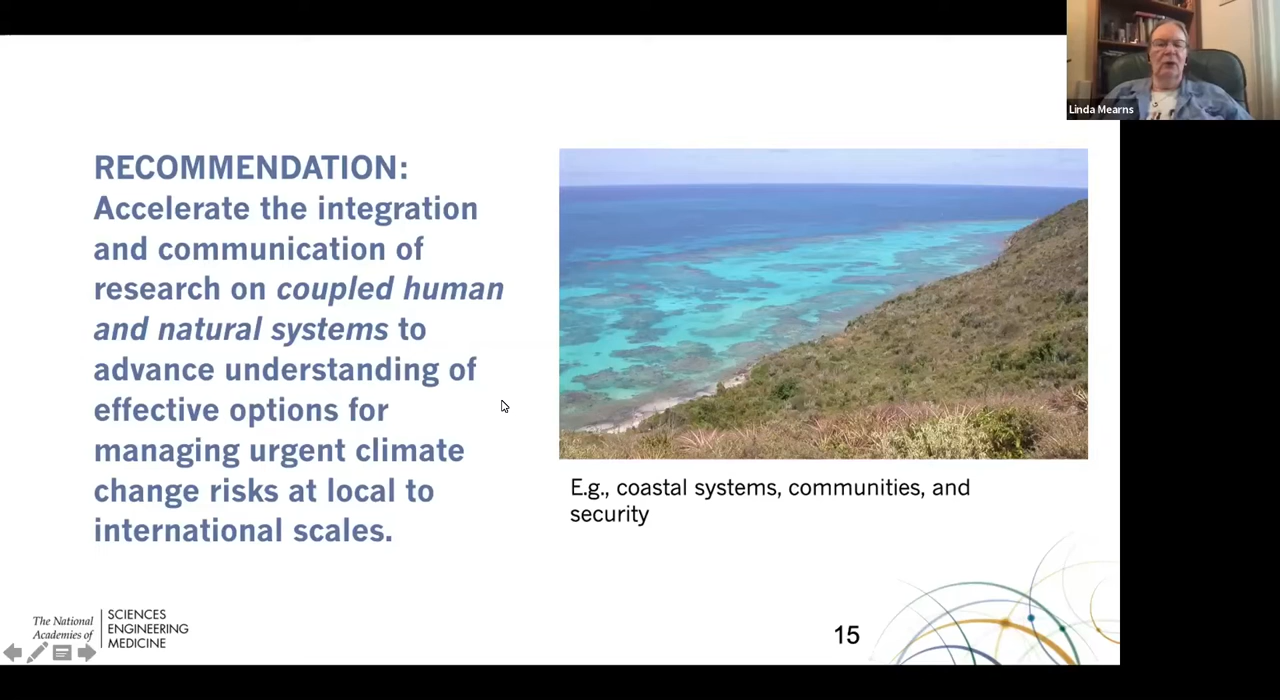 Linda Mearns
RECOMMENDATION:
Accelerate the integration
and communication of
research on coupled human
and natural systems to
advance understanding of
effective options for
managing urgent climate
change risks at local to
international scales.
E.g., coastal systems, communities, and
security
The National
Academies of
SCIENCES
ENGINEERING
MEDICINE
15